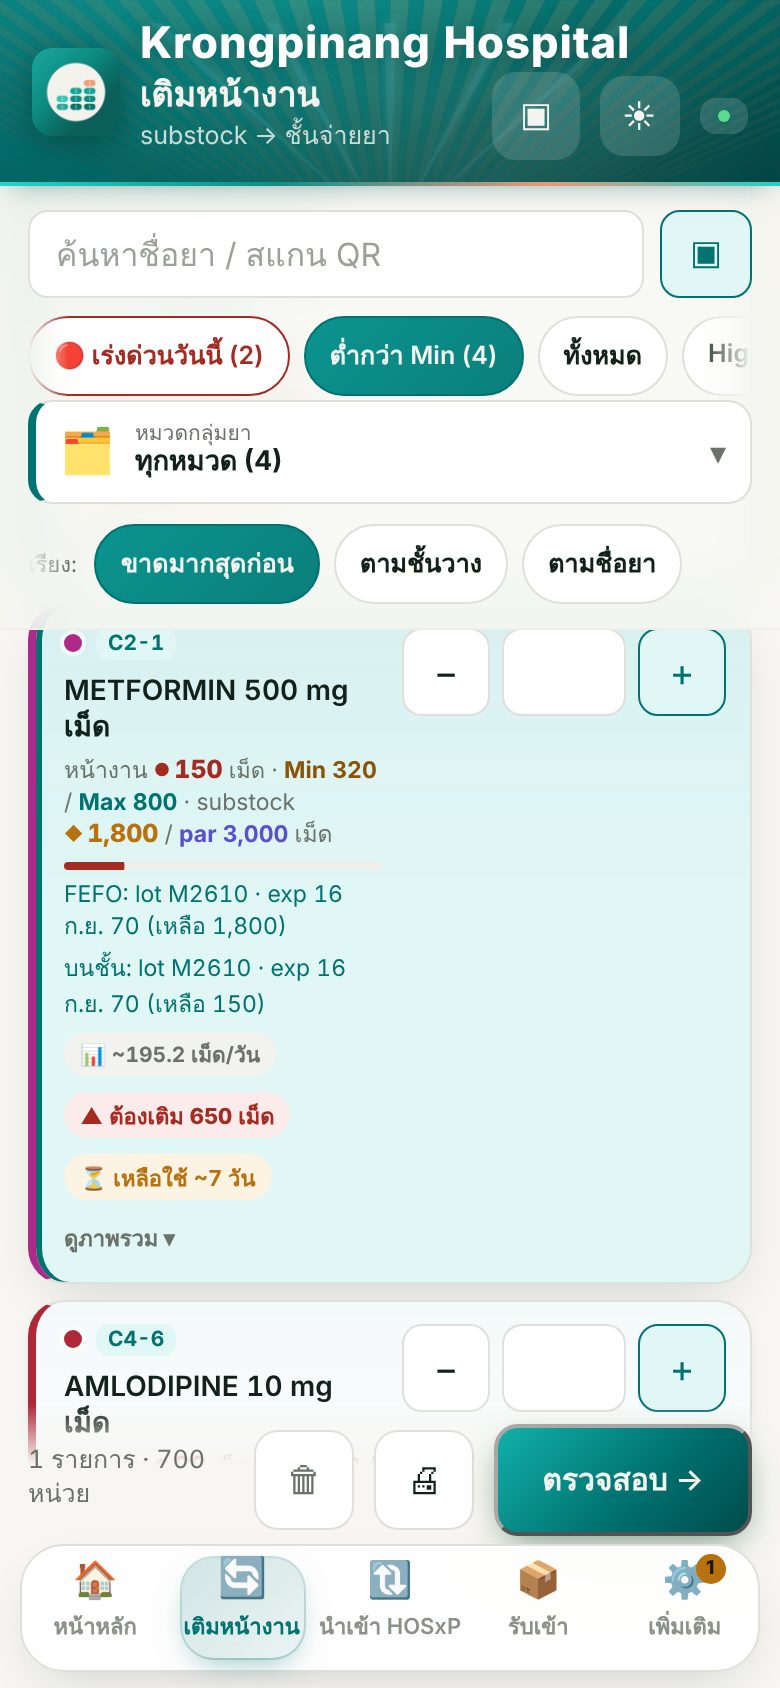 Krongpinang Hospital
เติมหน้างาน
substock → ชั้นจ่ายยา
ค้นหาชื่อยา / สแกน QR
เร่งด่วนวันนี้ (2)
ต่ำกว่า Min (4)
ทั้งหมด
Hig
หมวดกลุ่มยา
ทุกหมวด (4)
เรียง:
ขาดมากสุดก่อน
ตามชั้นวาง
ตามชื่อยา
C2-1
METFORMIN 500 mg
เม็ด
− +
หน้างาน ● 150 เม็ด · Min 320
/ Max 800 · substock
◆ 1,800 / par 3,000 เม็ด
FEFO: lot M2610 · exp 16
ก.ย. 70 (เหลือ 1,800)
บนชั้น: lot M2610 · exp 16
ก.ย. 70 (เหลือ 150)
~195.2 เม็ด/วัน
▲ ต้องเติม 650 เม็ด
เหลือใช้ ~7 วัน
ดูภาพรวม ▾
C4-6
AMLODIPINE 10 mg
เม็ด
− +
1 รายการ · 700
หน่วย
ตรวจสอบ →
หน้าหลัก
เติมหน้างาน
นำเข้า HOSxP
รับเข้า
1
เพิ่มเติม